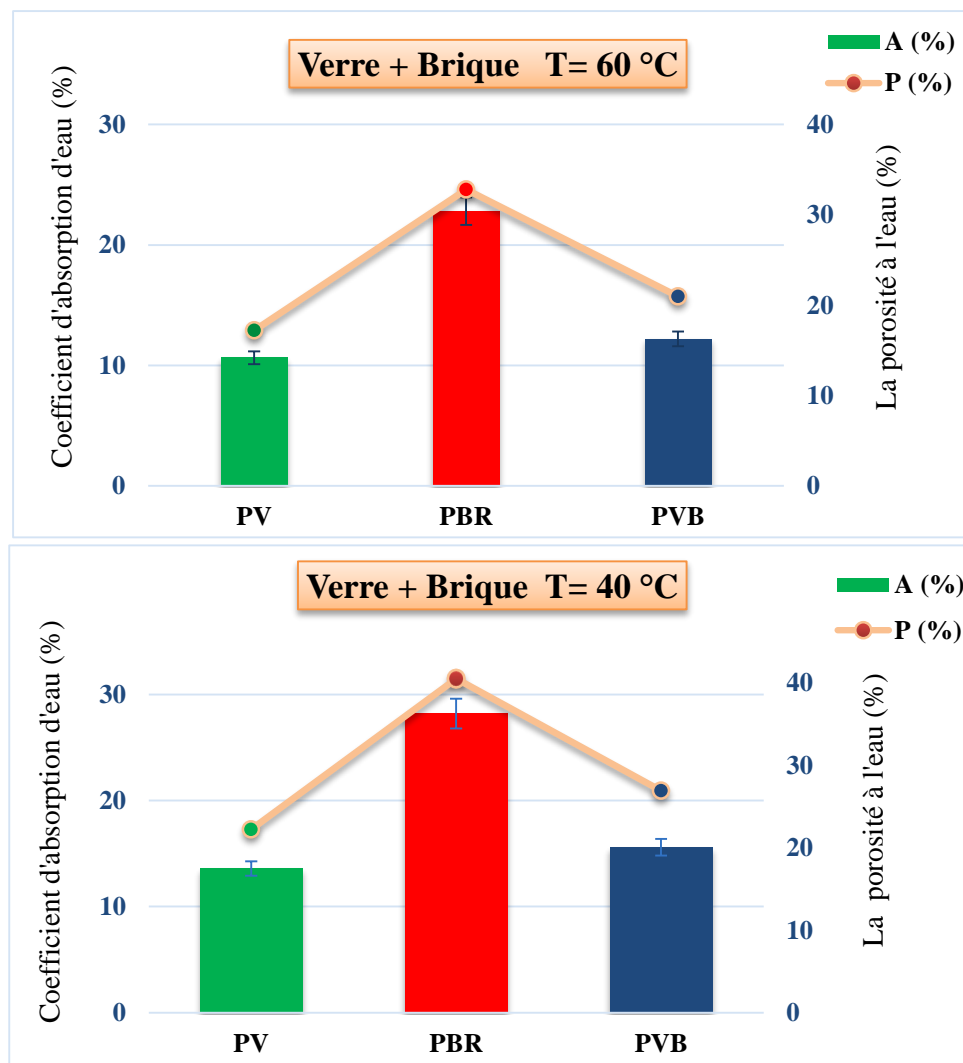 Verre + Brique T= 60 °C
A (%)
P (%)
Coefficient d'absorption d'eau (%)
30
20
10
0
La porosité à l'eau (%)
40
30
20
10
0
PV
PBR
PVB
Verre + Brique T= 40 °C
A (%)
P (%)
Coefficient d'absorption d'eau (%)
30
20
10
0
La porosité à l'eau (%)
40
30
20
10
0
PV
PBR
PVB